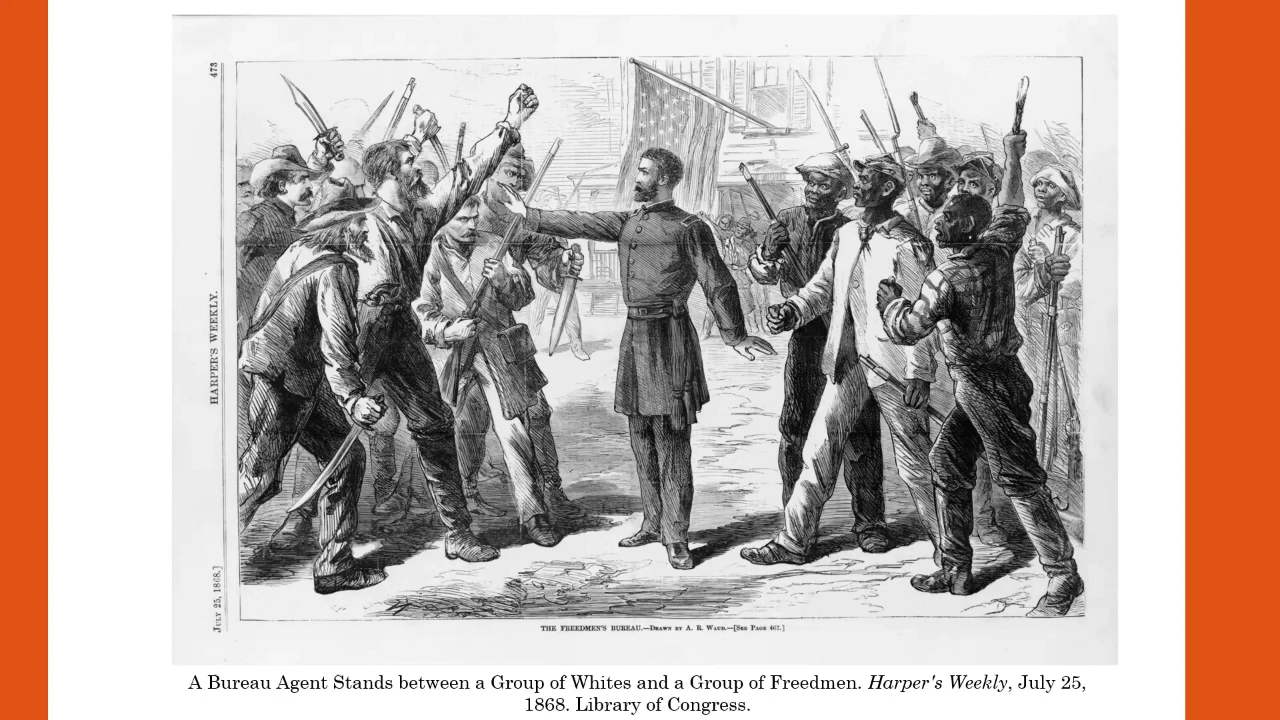 473
HARPER'S WEEKLY.
JULY 25, 1868.]
THE FREEDMEN'S BUREAU.—Drawn by A. R. Waud.—[See Page 467.]
A Bureau Agent Stands between a Group of Whites and a Group of Freedmen. Harper's Weekly, July 25,
1868. Library of Congress.